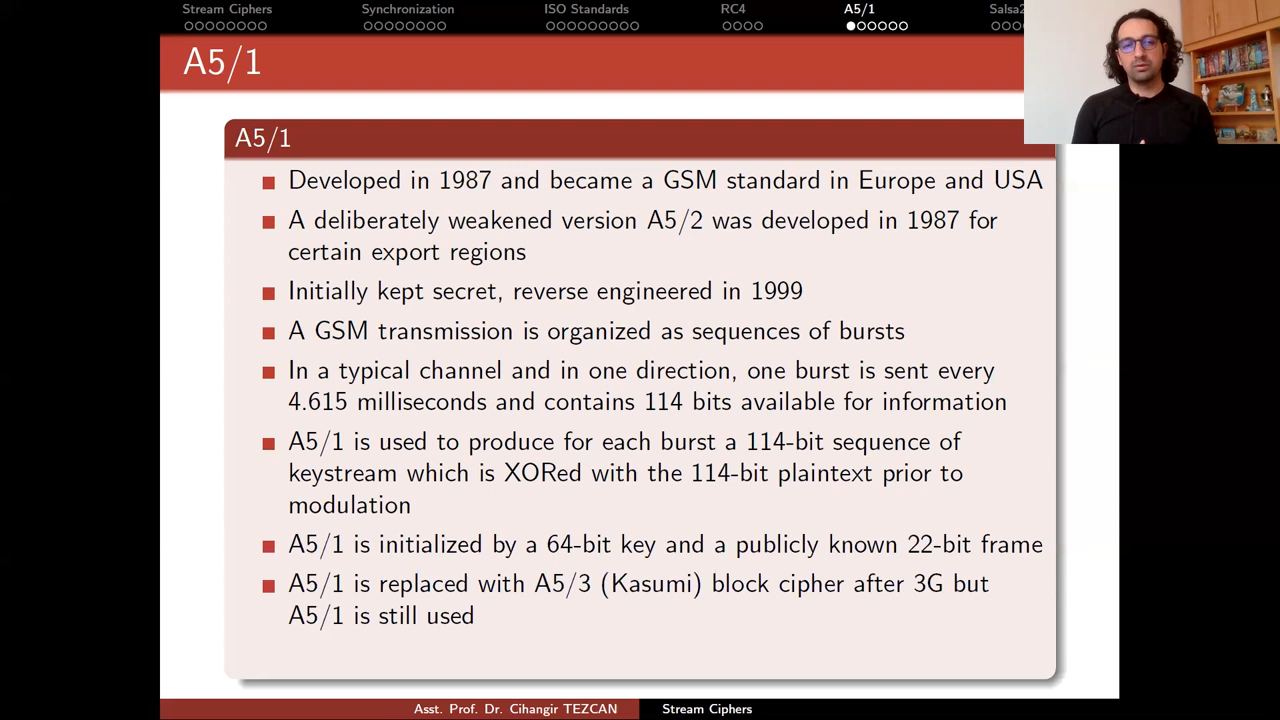 Stream Ciphers Synchronization ISO Standards RC4 A5/1 Salsa2
A5/1
A5/1
Developed in 1987 and became a GSM standard in Europe and USA
A deliberately weakened version A5/2 was developed in 1987 for
certain export regions
Initially kept secret, reverse engineered in 1999
A GSM transmission is organized as sequences of bursts
In a typical channel and in one direction, one burst is sent every
4.615 milliseconds and contains 114 bits available for information
A5/1 is used to produce for each burst a 114-bit sequence of
keystream which is XORed with the 114-bit plaintext prior to
modulation
A5/1 is initialized by a 64-bit key and a publicly known 22-bit frame
A5/1 is replaced with A5/3 (Kasumi) block cipher after 3G but
A5/1 is still used
Asst. Prof. Dr. Cihangir TEZCAN Stream Ciphers